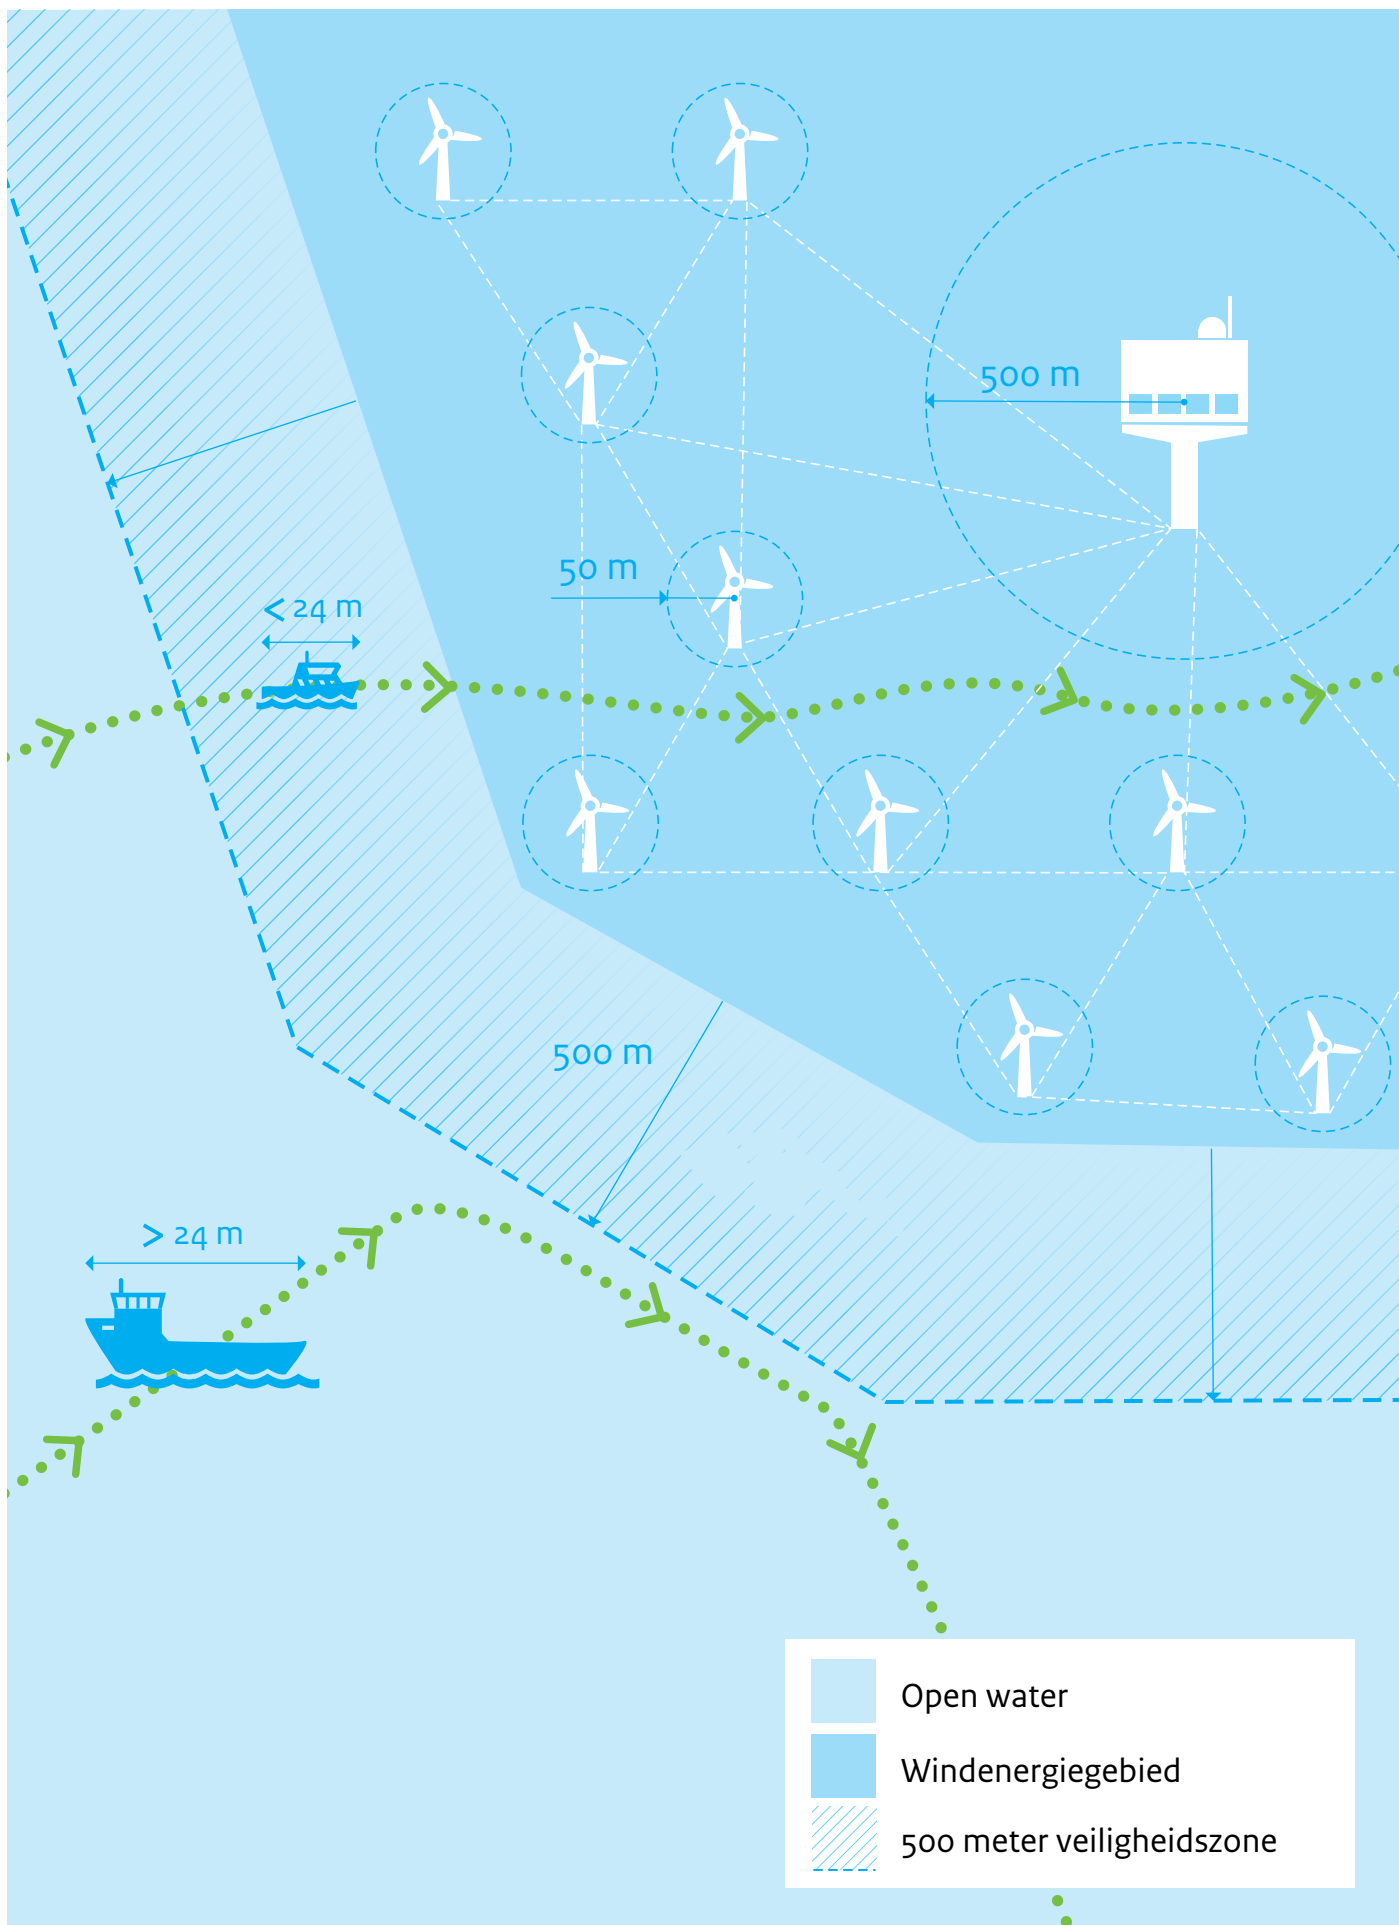 500 m
50 m
< 24 m
500 m
> 24 m
Open water
Windenergiegebied
500 meter veiligheidszone